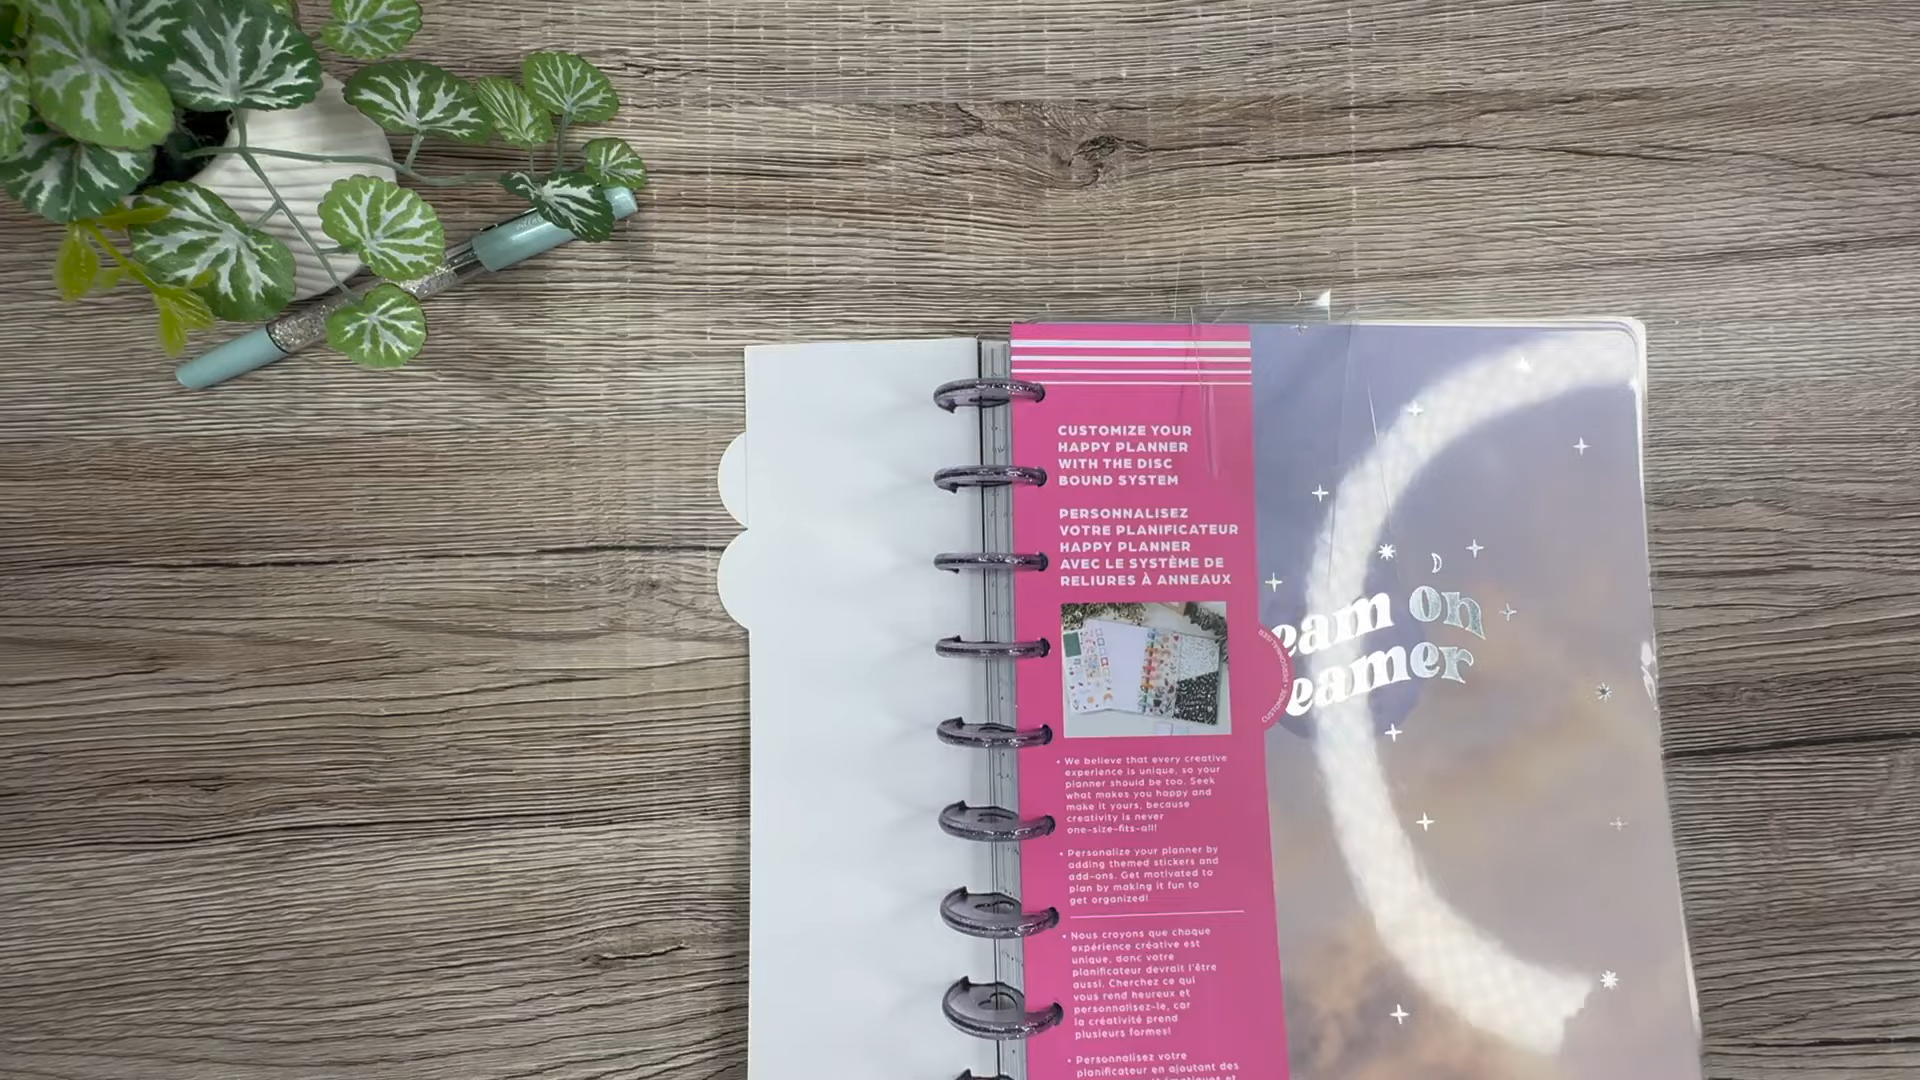 CUSTOMIZE YOUR
HAPPY PLANNER
WITH THE DISC
BOUND SYSTEM
PERSONNALISEZ
VOTRE PLANIFICATEUR
HAPPY PLANNER
AVEC LE SYSTÈME DE
RELIURES À ANNEAUX
• We believe that every creative
experience is unique, so your
planner should be too. Seek
what makes you happy and
make it yours, because
creativity is never
one-size-fits-all!
• Personalize your planner by
adding themed stickers and
add-ons. Get motivated to
plan by making it fun to
get organized!
• Nous croyons que chaque
expérience créative est
unique, donc votre
planificateur devrait l'être
aussi. Cherchez ce qui
vous rend heureux et
personnalisez-le, car
la créativité prend
plusieurs formes!
• Personnalisez votre
planificateur en ajoutant des
eam on
eamer